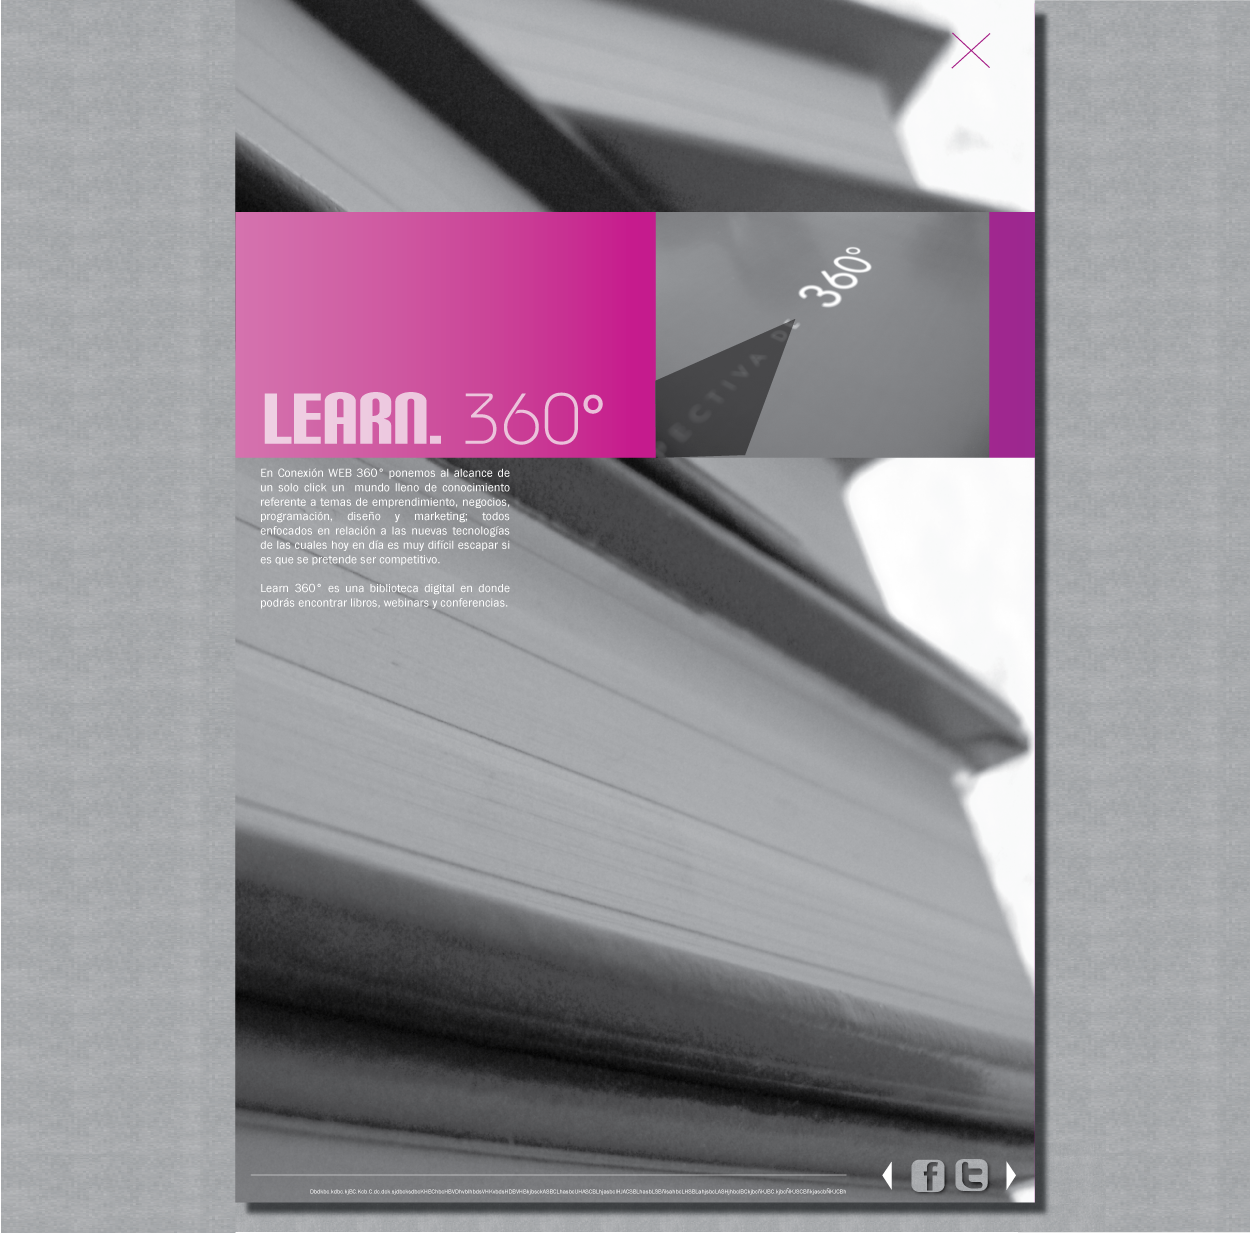 360°
PECTIVA DE
LEARN. 360°
En Conexión WEB 360° ponemos al alcance de
un solo click un mundo lleno de conocimiento
referente a temas de emprendimiento, negocios,
programación, diseño y marketing; todos
enfocados en relación a las nuevas tecnologías
de las cuales hoy en día es muy difícil escapar si
es que se pretende ser competitivo.
Learn 360° es una biblioteca digital en donde
podrás encontrar libros, webinars y conferencias.